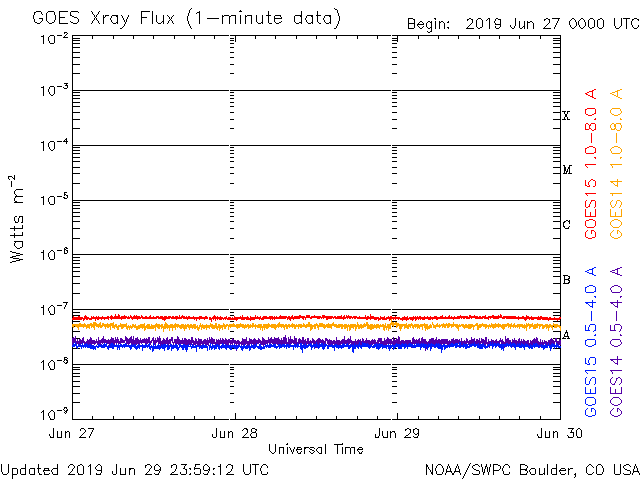 GOES Xray Flux (1-minute data)
Begin: 2019 Jun 27 0000 UTC
10⁻²
10⁻³
10⁻⁴
10⁻⁵
10⁻⁶
10⁻⁷
10⁻⁸
10⁻⁹
Watts m⁻²
X
M
C
B
A
GOES15 1.0-8.0 A
GOES14 1.0-8.0 A
GOES15 0.5-4.0 A
GOES14 0.5-4.0 A
Jun 27 Jun 28 Jun 29 Jun 30
Universal Time
Updated 2019 Jun 29 23:59:12 UTC
NOAA/SWPC Boulder, CO USA